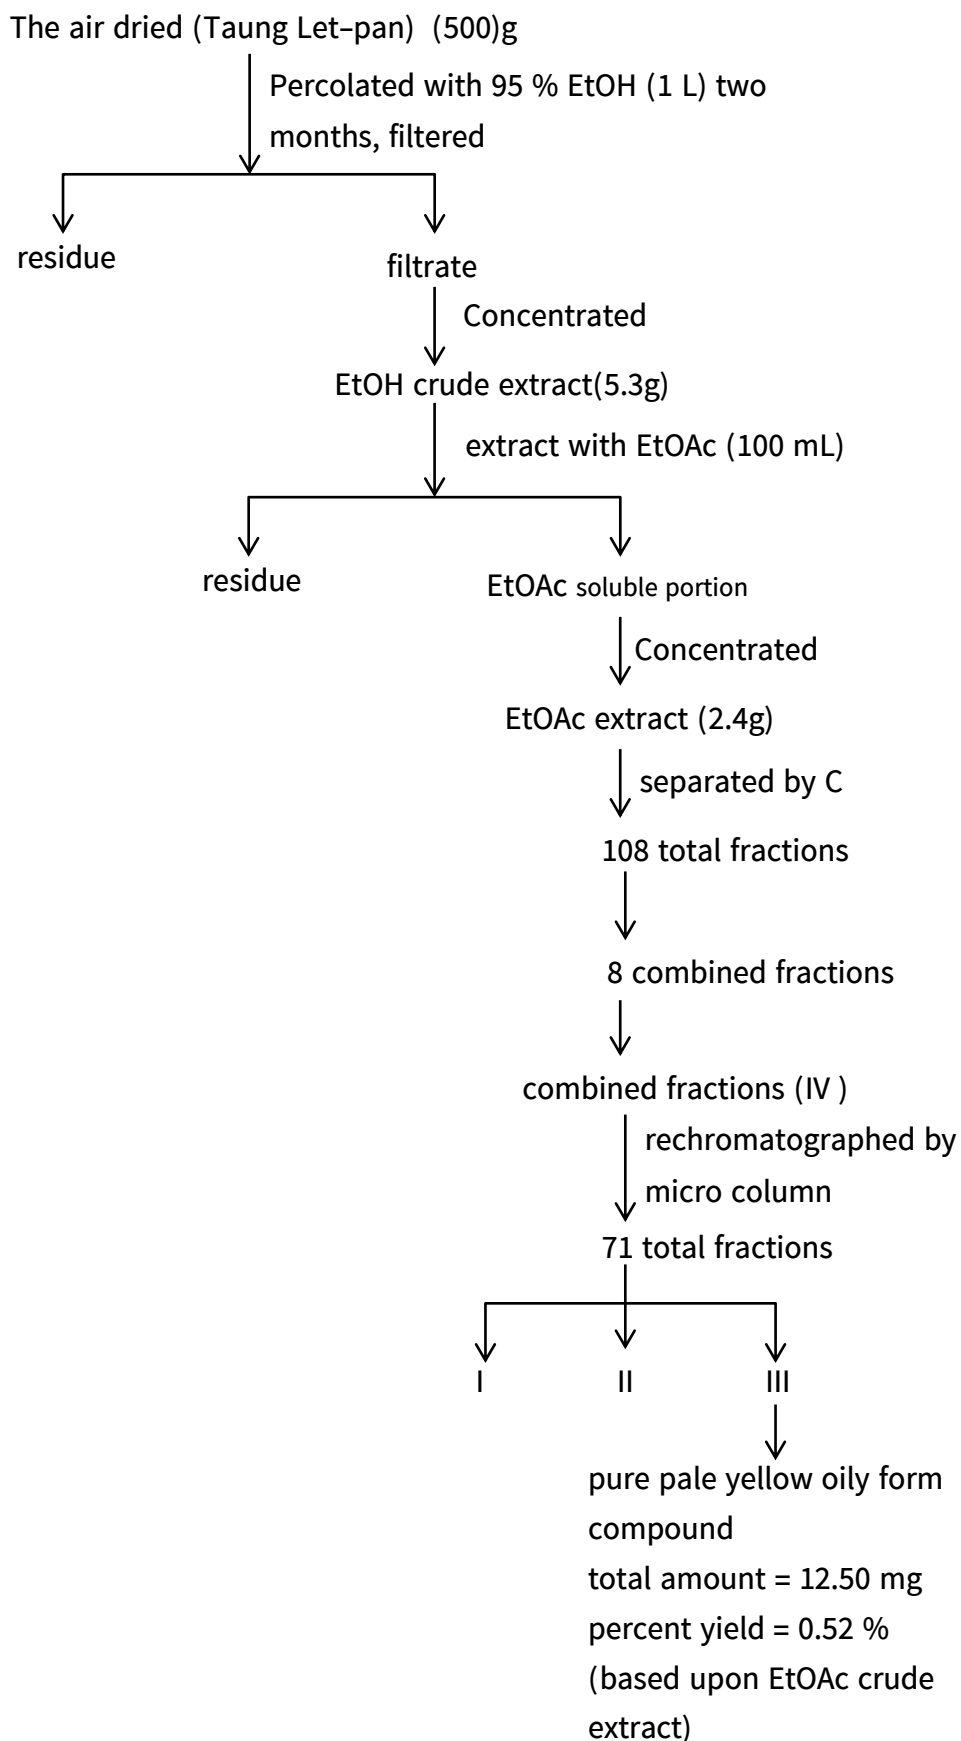 The air dried (Taung Let-pan) (500)g
Percolated with 95 % EtOH (1 L) two
months, filtered
residue
filtrate
Concentrated
EtOH crude extract(5.3g)
extract with EtOAc (100 mL)
residue
EtOAc soluble portion
Concentrated
EtOAc extract (2.4g)
separated by C
108 total fractions
8 combined fractions
combined fractions (IV )
rechromatographed by
micro column
71 total fractions
I
II
III
pure pale yellow oily form
compound
total amount = 12.50 mg
percent yield = 0.52 %
(based upon EtOAc crude
extract)